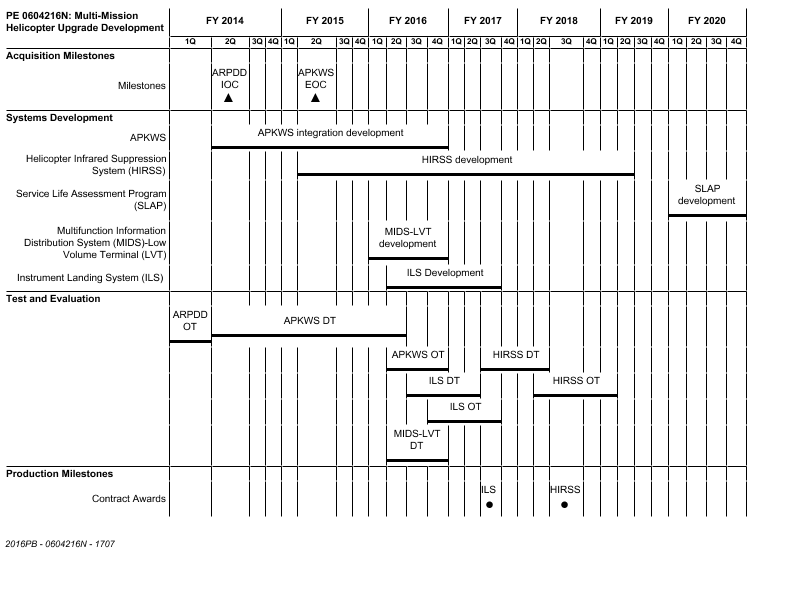 PE 0604216N: Multi-Mission
Helicopter Upgrade Development
FY 2014 FY 2015 FY 2016 FY 2017 FY 2018 FY 2019 FY 2020
1Q 2Q 3Q 4Q 1Q 2Q 3Q 4Q 1Q 2Q 3Q 4Q 1Q 2Q 3Q 4Q 1Q 2Q 3Q 4Q 1Q 2Q 3Q 4Q 1Q 2Q 3Q 4Q
Acquisition Milestones
Milestones
ARPDD
IOC
▲
APKWS
EOC
▲
Systems Development
APKWS
APKWS integration development
Helicopter Infrared Suppression
System (HIRSS)
HIRSS development
Service Life Assessment Program
(SLAP)
SLAP
development
Multifunction Information
Distribution System (MIDS)-Low
Volume Terminal (LVT)
MIDS-LVT
development
Instrument Landing System (ILS)
ILS Development
Test and Evaluation
ARPDD
OT
APKWS DT
APKWS OT
HIRSS DT
ILS DT
HIRSS OT
ILS OT
MIDS-LVT
DT
Production Milestones
Contract Awards
ILS
●
HIRSS
●
2016PB - 0604216N - 1707